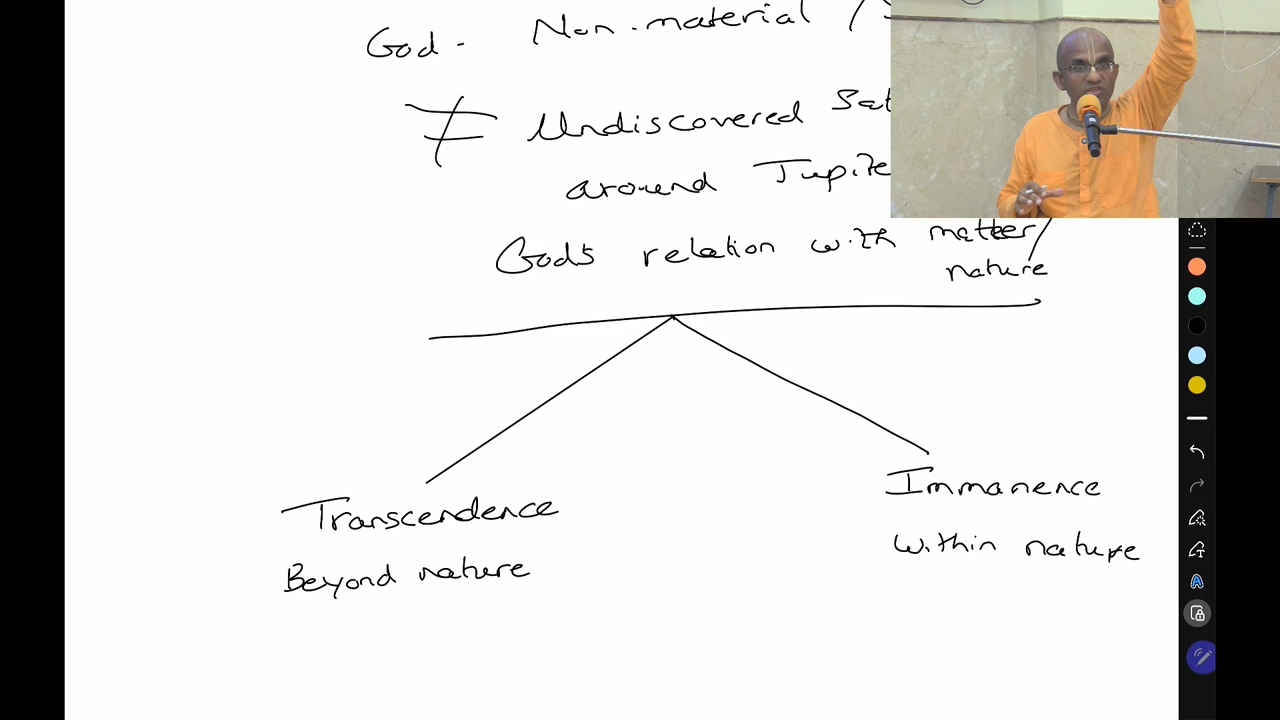 God - Non-material /
≠ Undiscovered
around
God's relation with matter/
nature
Transcendence
Immanence
Beyond nature
within nature